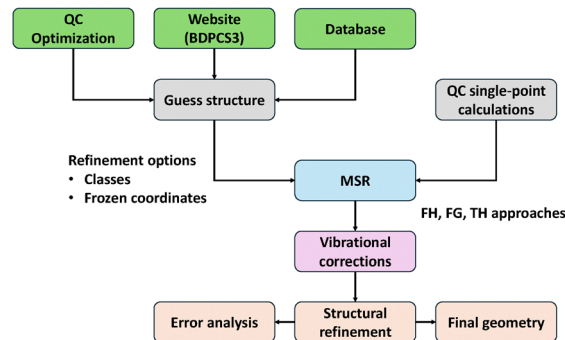 QC
Optimization
Website
(BDPCS3)
Database
Guess structure
QC single-point
calculations
Refinement options
• Classes
• Frozen coordinates
MSR
FH, FG, TH approaches
Vibrational
corrections
Error analysis
Structural
refinement
Final geometry